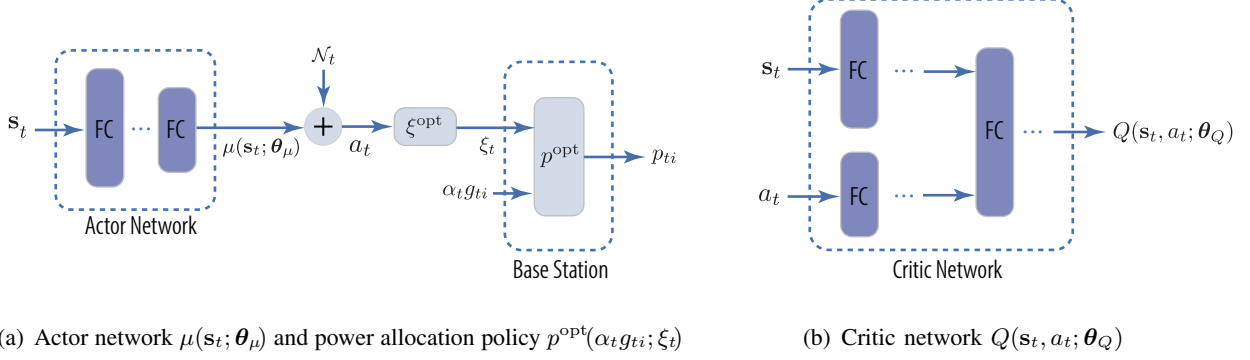 𝒩_t
s_t
FC
···
FC
μ(s_t; θ_μ)
+
a_t
ξ^opt
ξ_t
α_t g_ti
p^opt
p_ti
Actor Network
Base Station
a) Actor network μ(s_t; θ_μ) and power allocation policy p^opt(α_t g_ti; ξ_t)
s_t
FC
···
a_t
FC
···
FC
···
Q(s_t, a_t; θ_Q)
Critic Network
(b) Critic network Q(s_t, a_t; θ_Q)